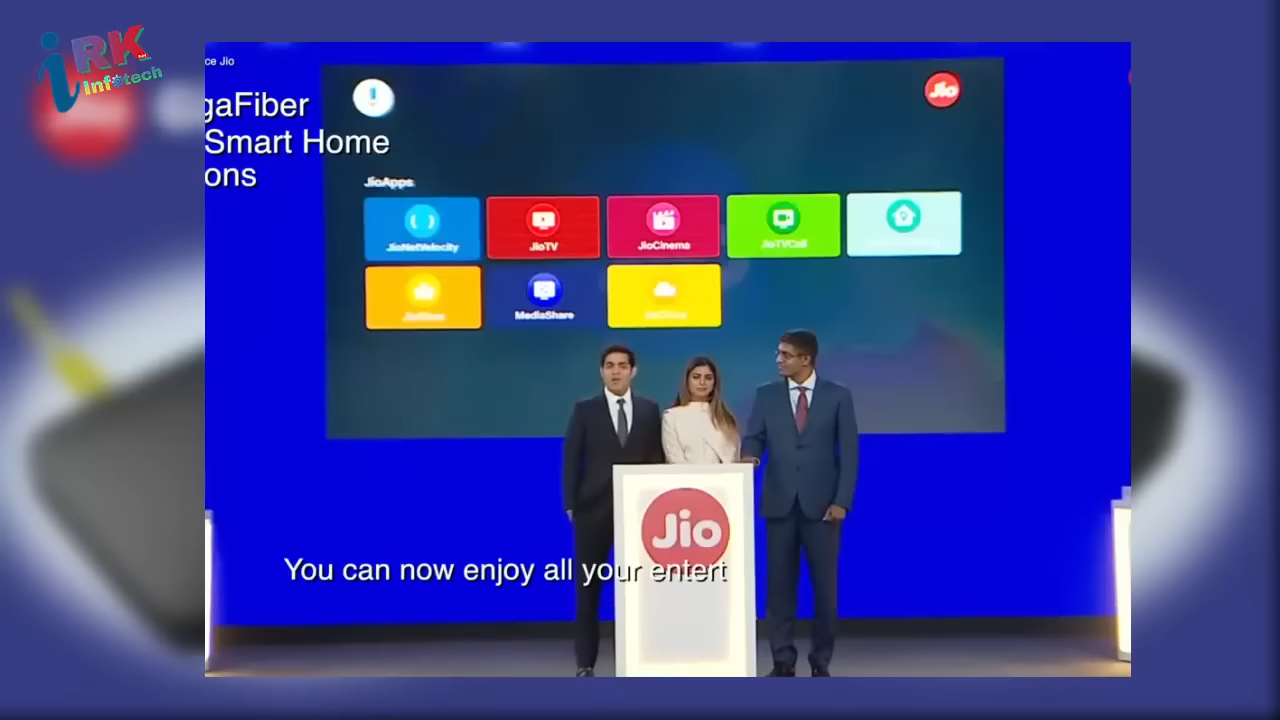 iRK
infotech
ce Jio
gaFiber
Smart Home
ons
Jio
JioApps
JioNetVelocity
JioTV
JioCinema
JioTVCall
MediaShare
Jio
You can now enjoy all your entert